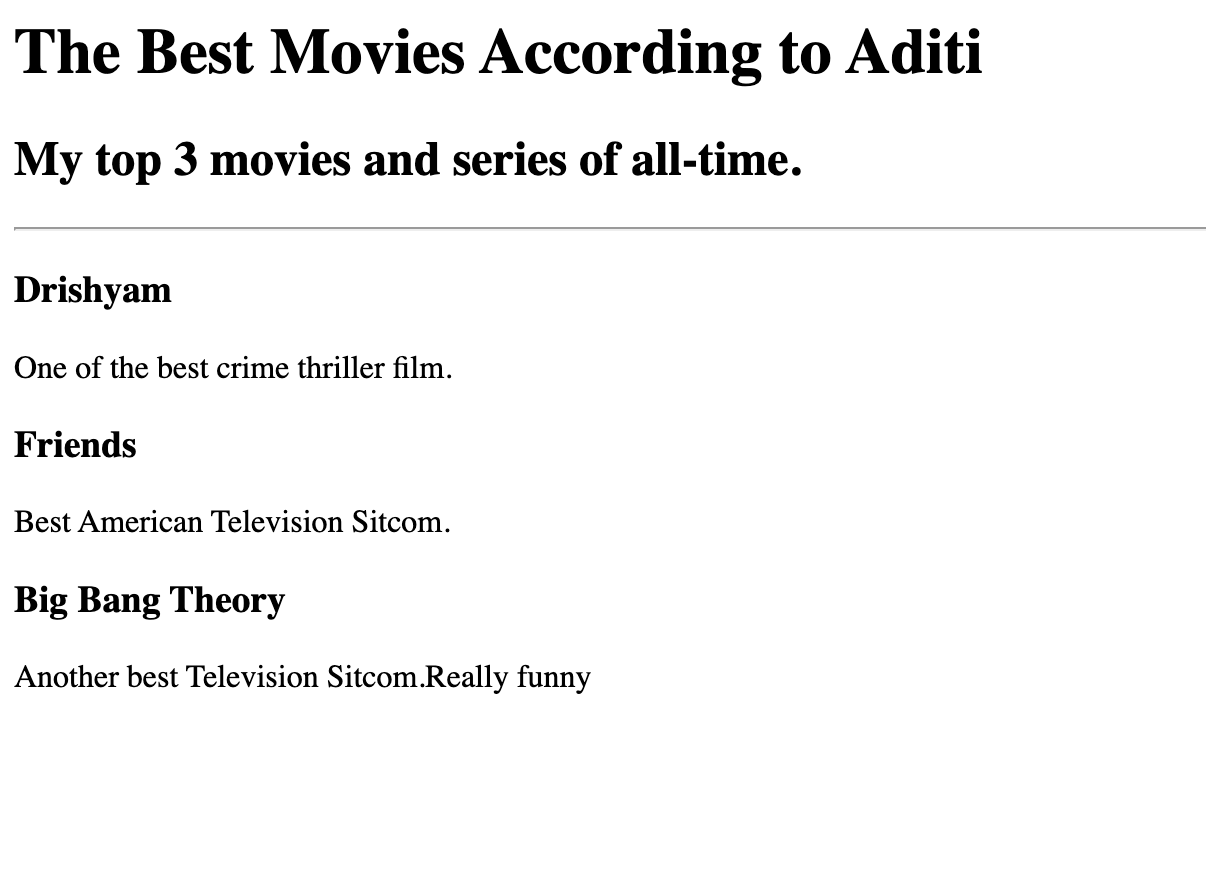 The Best Movies According to Aditi
My top 3 movies and series of all-time.
Drishyam
One of the best crime thriller film.
Friends
Best American Television Sitcom.
Big Bang Theory
Another best Television Sitcom.Really funny